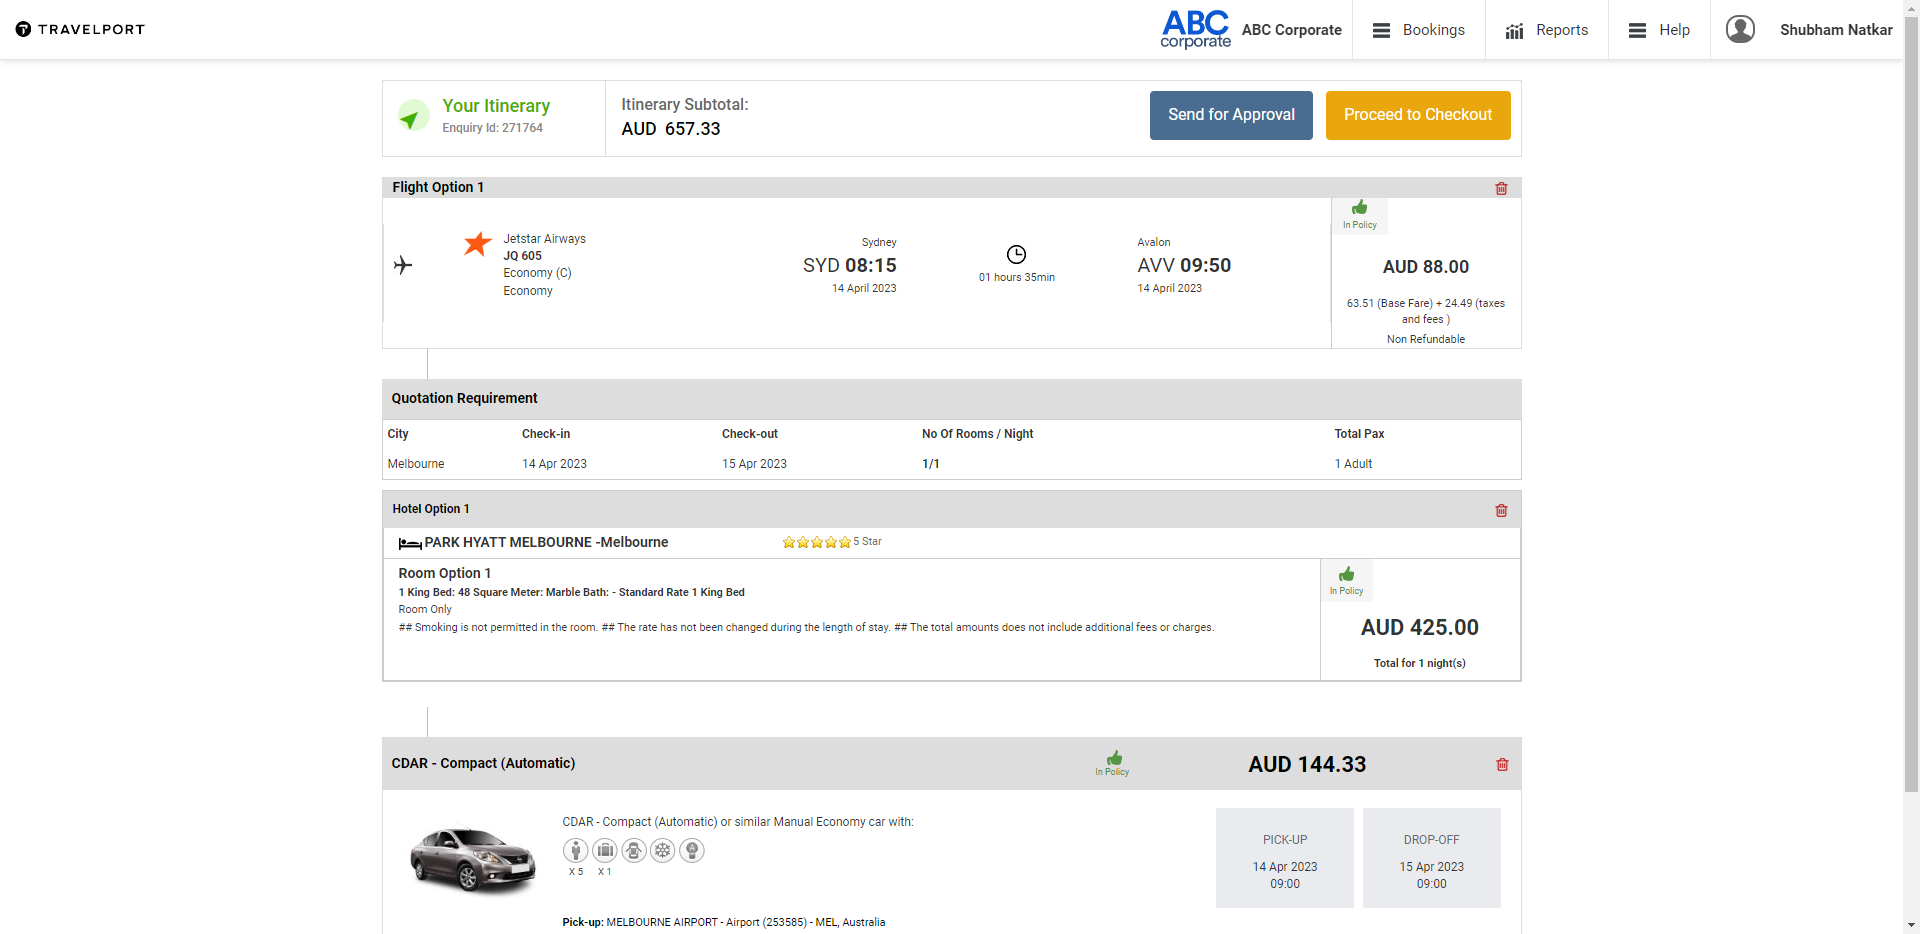 TRAVELPORT
ABC
corporate
ABC Corporate
Bookings
Reports
Help
Shubham Natkar
Your Itinerary
Enquiry Id: 271764
Itinerary Subtotal:
AUD 657.33
Send for Approval
Proceed to Checkout
Flight Option 1
In Policy
Jetstar Airways
JQ 605
Economy (C)
Economy
Sydney
SYD 08:15
14 April 2023
01 hours 35min
Avalon
AVV 09:50
14 April 2023
AUD 88.00
63.51 (Base Fare) + 24.49 (taxes
and fees )
Non Refundable
Quotation Requirement
City Check-in Check-out No Of Rooms / Night Total Pax
Melbourne 14 Apr 2023 15 Apr 2023 1/1 1 Adult
Hotel Option 1
PARK HYATT MELBOURNE -Melbourne
5 Star
Room Option 1
1 King Bed: 48 Square Meter: Marble Bath: - Standard Rate 1 King Bed
Room Only
## Smoking is not permitted in the room. ## The rate has not been changed during the length of stay. ## The total amounts does not include additional fees or charges.
In Policy
AUD 425.00
Total for 1 night(s)
CDAR - Compact (Automatic)
In Policy
AUD 144.33
CDAR - Compact (Automatic) or similar Manual Economy car with:
A
X 5 X 1
PICK-UP
14 Apr 2023
09:00
DROP-OFF
15 Apr 2023
09:00
Pick-up: MELBOURNE AIRPORT - Airport (253585) - MEL, Australia